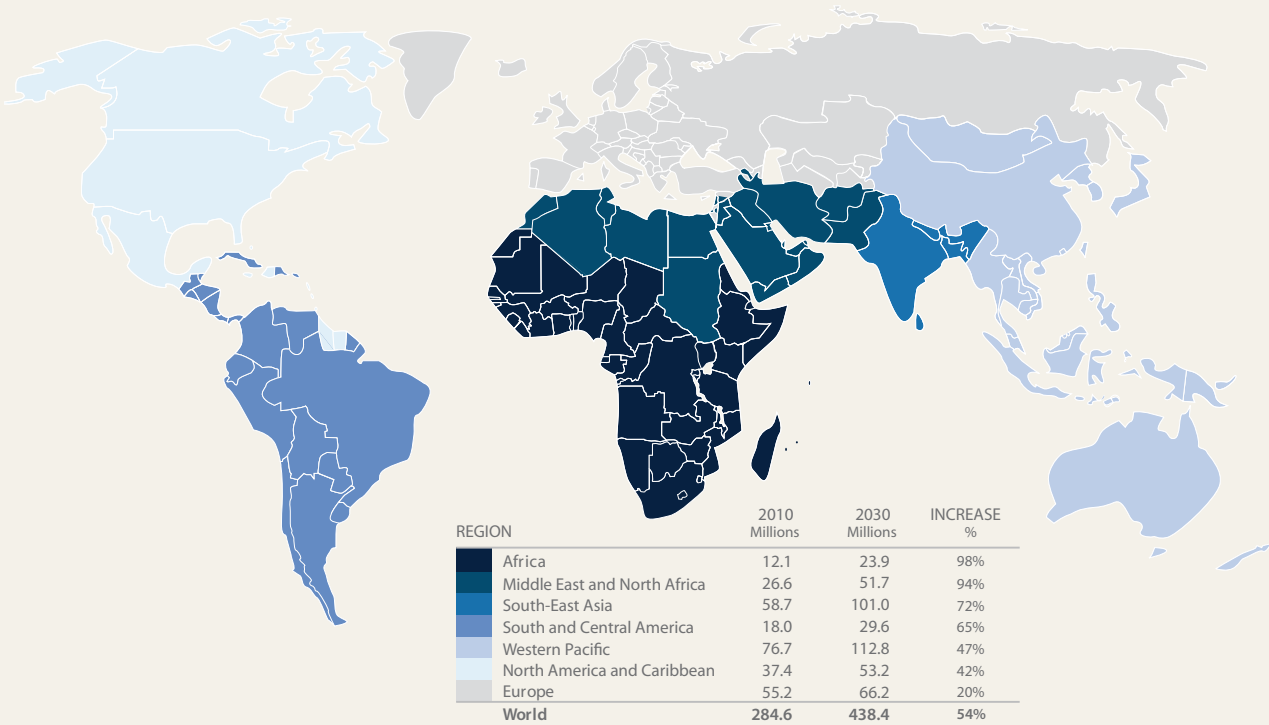 REGION 2010 Millions 2030 Millions INCREASE %
Africa 12.1 23.9 98%
Middle East and North Africa 26.6 51.7 94%
South-East Asia 58.7 101.0 72%
South and Central America 18.0 29.6 65%
Western Pacific 76.7 112.8 47%
North America and Caribbean 37.4 53.2 42%
Europe 55.2 66.2 20%
World 284.6 438.4 54%